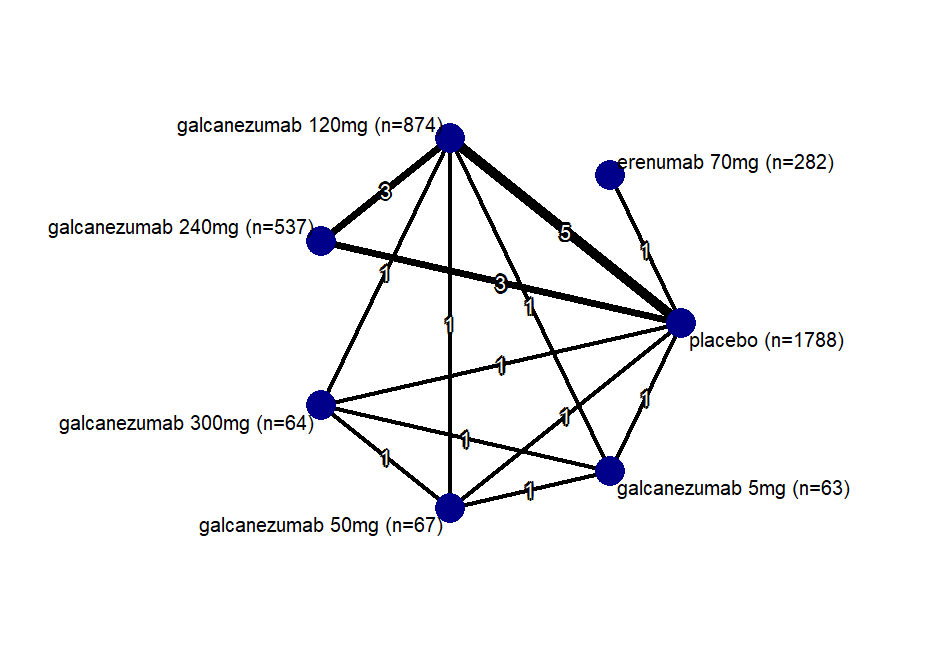 galcanezumab 120mg (n=874)
erenumab 70mg (n=282)
3
galcanezumab 240mg (n=537)
5
1
1
3
1
1
placebo (n=1788)
1
1
galcanezumab 300mg (n=64)
1
1
1
galcanezumab 5mg (n=63)
1
galcanezumab 50mg (n=67)